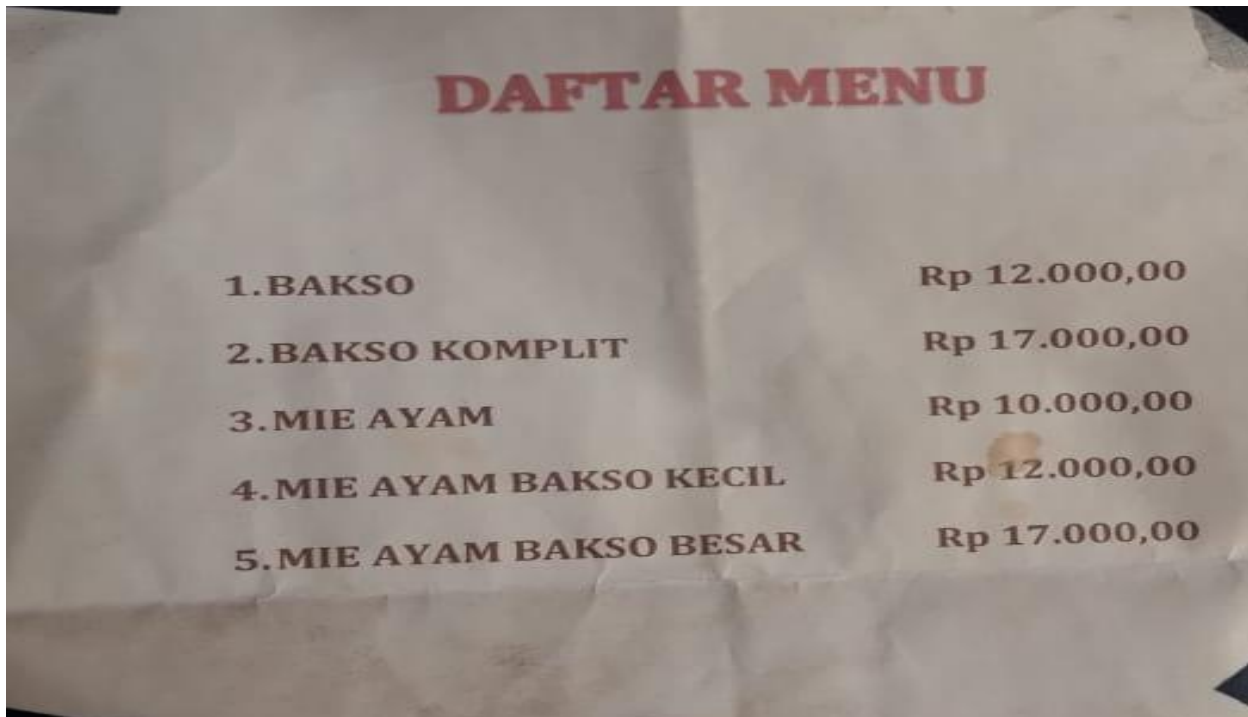 DAFTAR MENU
1.BAKSO Rp 12.000,00
2.BAKSO KOMPLIT Rp 17.000,00
3.MIE AYAM Rp 10.000,00
4.MIE AYAM BAKSO KECIL Rp 12.000,00
5.MIE AYAM BAKSO BESAR Rp 17.000,00